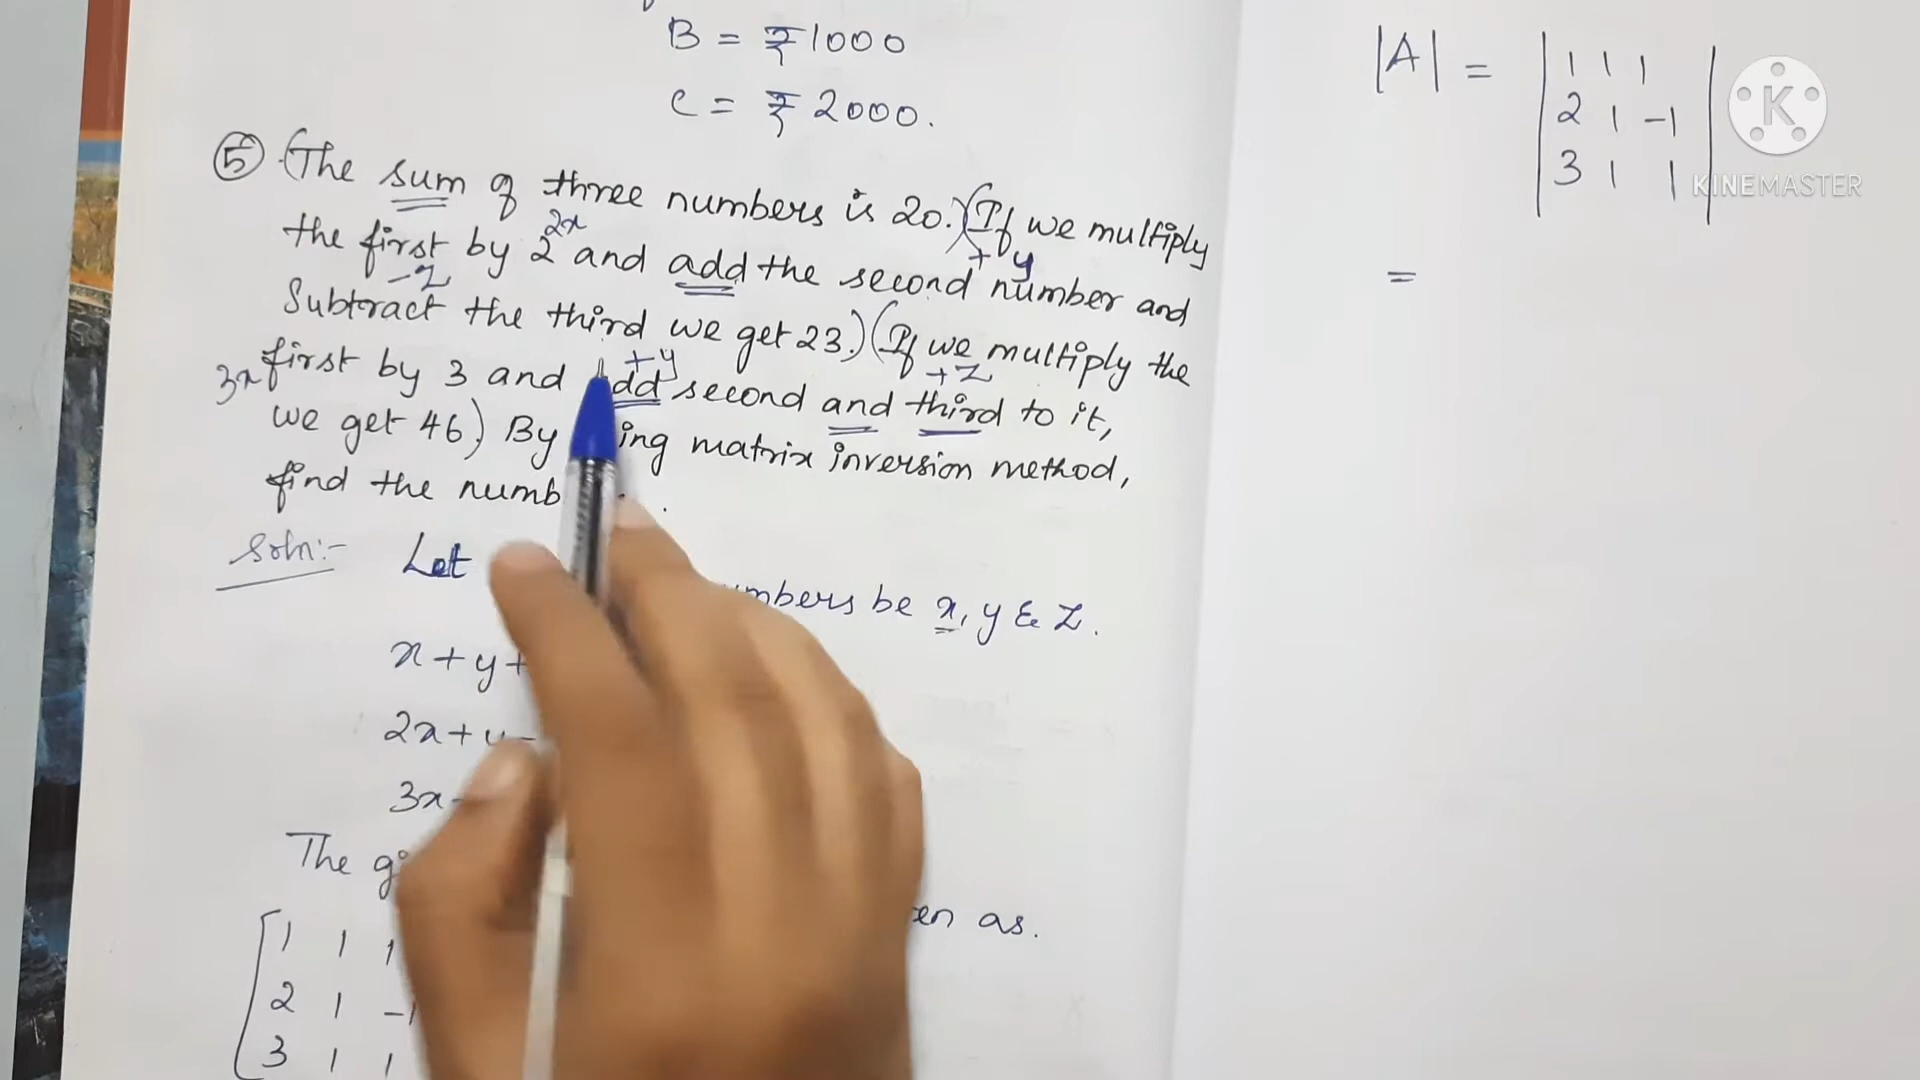 B = ₹1000
C = ₹ 2000.
|A| = | 1 1 1
2 1 -1
3 1 1 |
=
KINEMASTER
⑤ (The sum of three numbers is 20.) (If we multiply
2x
the first by 2 and add the second number and
+ y
-z
Subtract the third we get 23.) (If we multiply the
3x first by 3 and add second and third to it,
+y
+z
we get 46) By matrix inversion method,
find the
Soln:-
Let numbers be x, y & z.
x + y +
2x + y -
3x
The as.
[ 1 1 1
2 1 -1
3 1 1